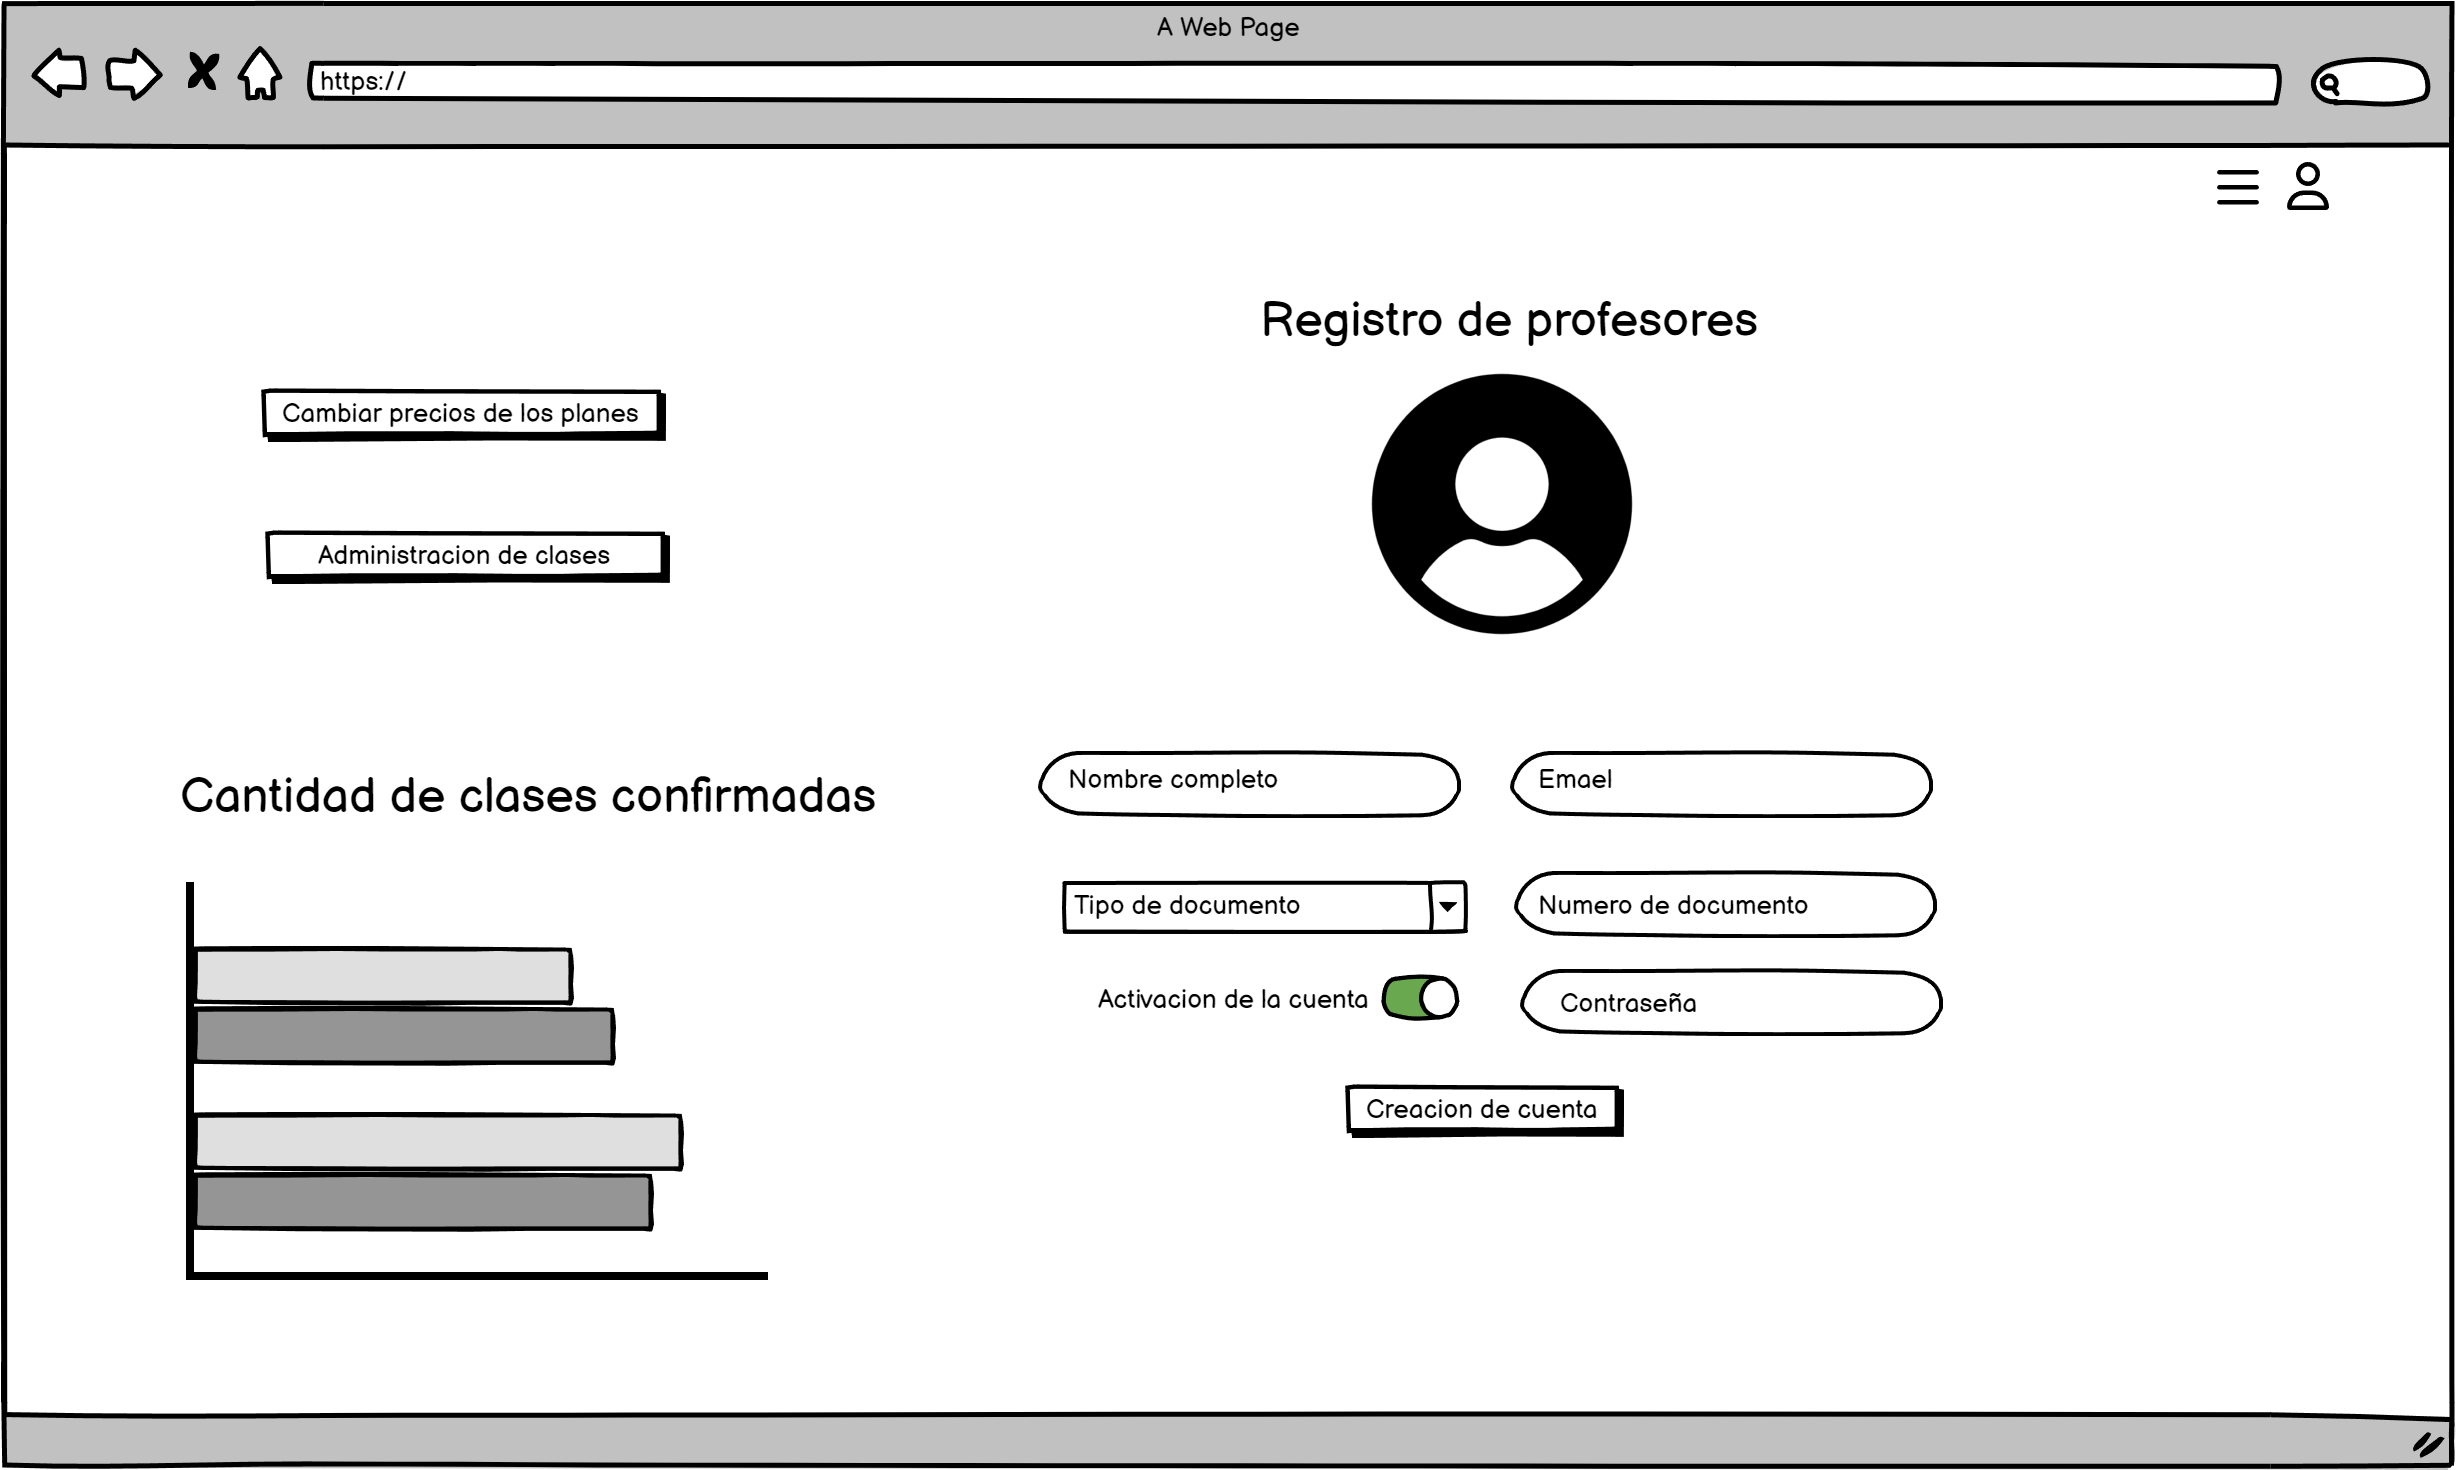 A Web Page
https://
Registro de profesores
Cambiar precios de los planes
Administracion de clases
Cantidad de clases confirmadas
Nombre completo
Emael
Tipo de documento
Numero de documento
Activacion de la cuenta
Contraseña
Creacion de cuenta